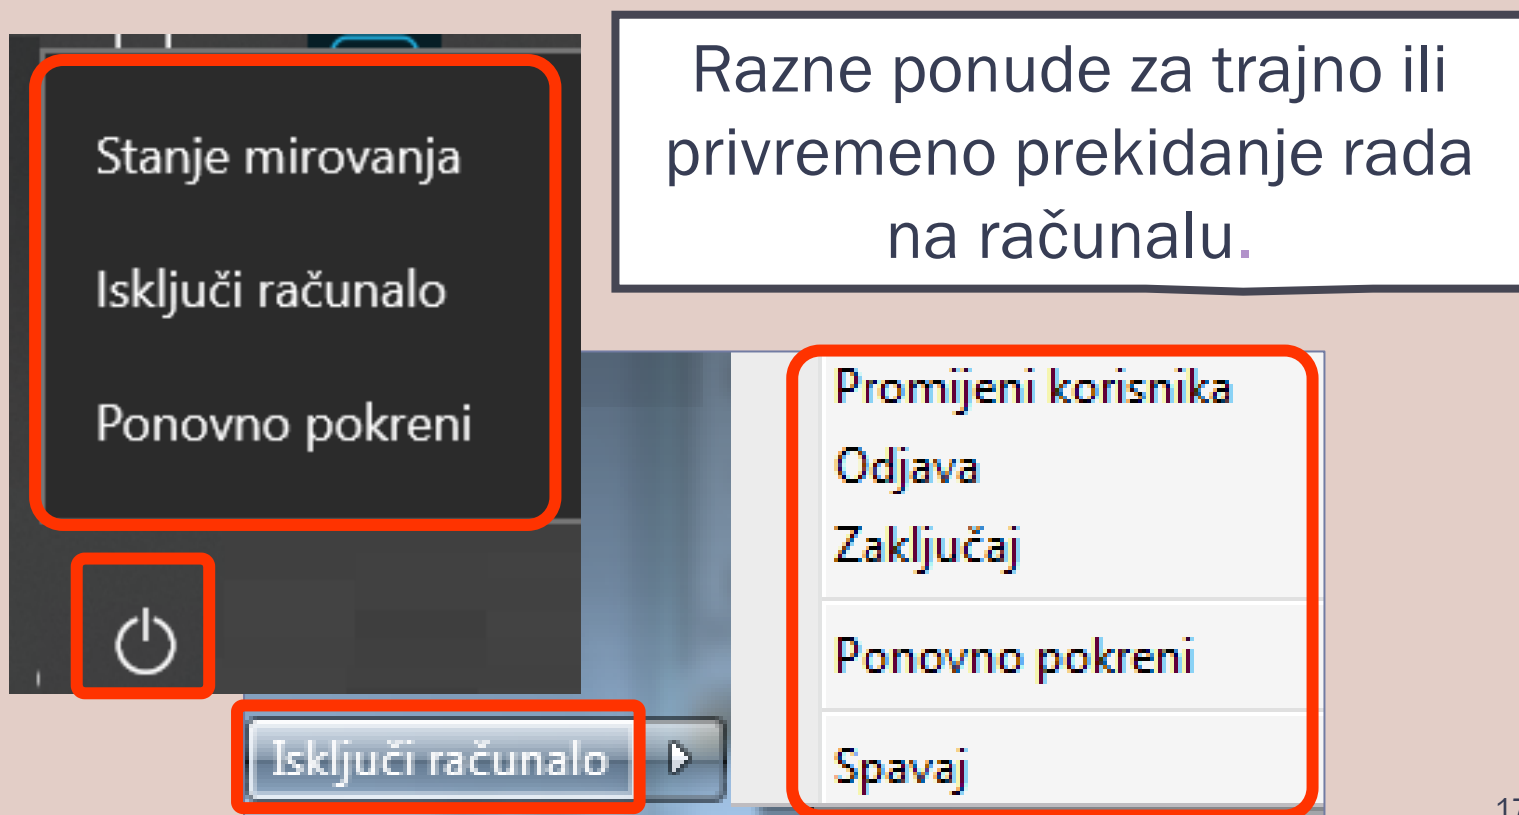 Razne ponude za trajno ili
privremeno prekidanje rada
na računalu.
Stanje mirovanja
Isključi računalo
Ponovno pokreni
Promijeni korisnika
Odjava
Zaključaj
Ponovno pokreni
Spavaj
Isključi računalo
17